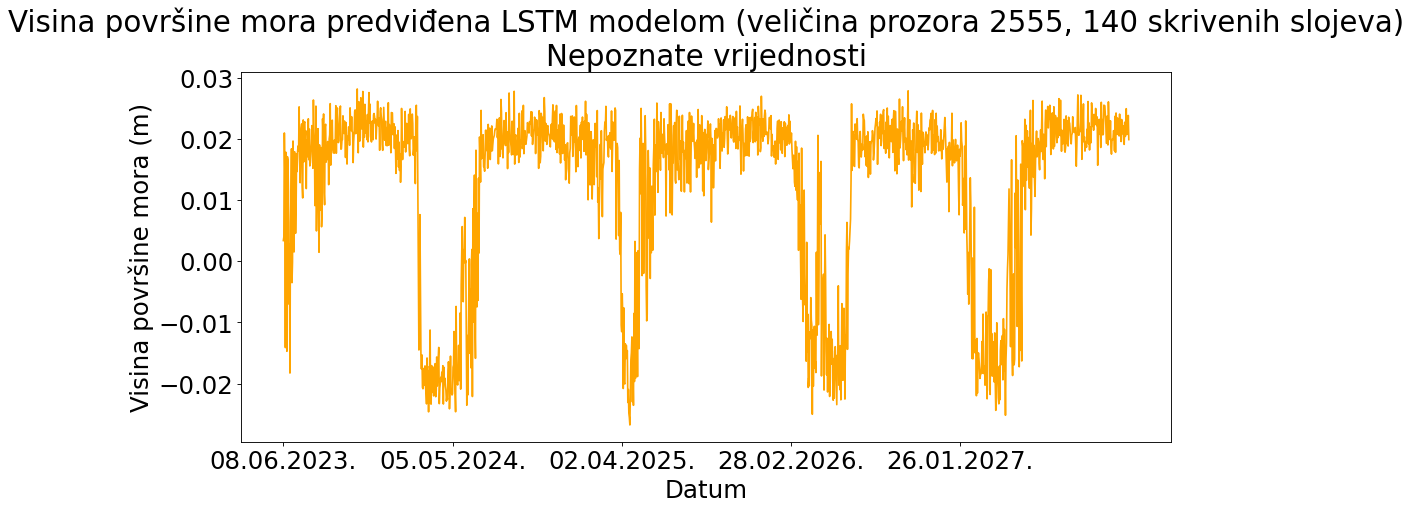 Visina površine mora predviđena LSTM modelom (veličina prozora 2555, 140 skrivenih slojeva)
Nepoznate vrijednosti
Visina površine mora (m)
0.03
0.02
0.01
0.00
−0.01
−0.02
08.06.2023. 05.05.2024. 02.04.2025. 28.02.2026. 26.01.2027.
Datum